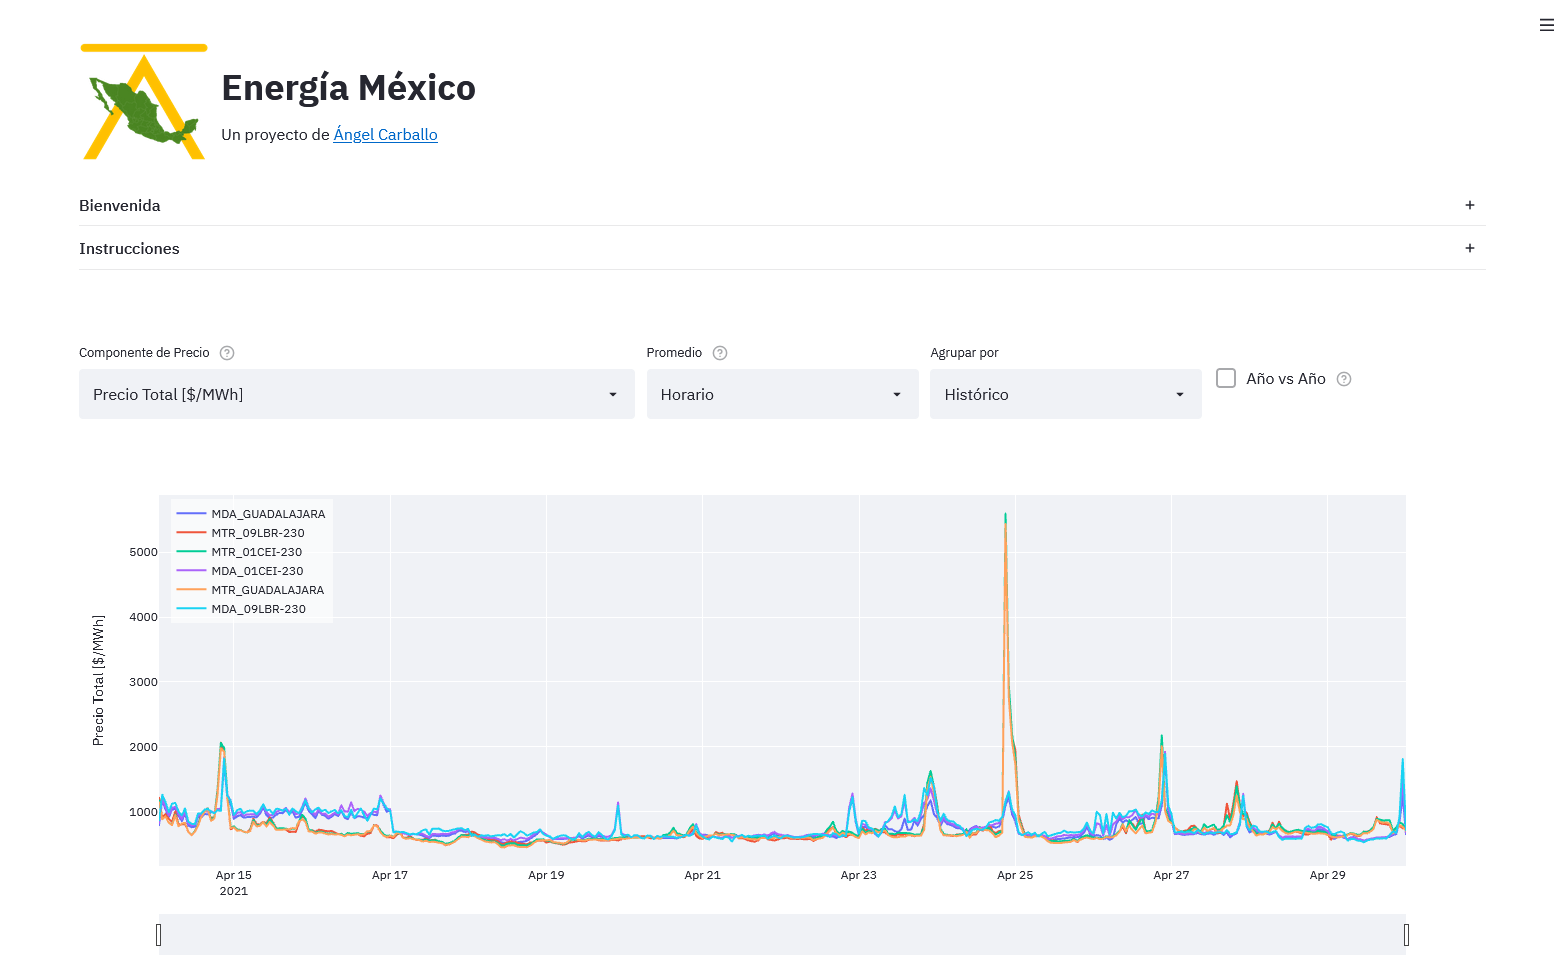 Energía México
Un proyecto de Ángel Carballo
Bienvenida
Instrucciones
Componente de Precio
Promedio
Agrupar por
Precio Total [$/MWh]
Horario
Histórico
Año vs Año
MDA_GUADALAJARA
MTR_09LBR-230
MTR_01CEI-230
MDA_01CEI-230
MTR_GUADALAJARA
MDA_09LBR-230
5000
4000
3000
2000
1000
Precio Total [$/MWh]
Apr 15
2021
Apr 17
Apr 19
Apr 21
Apr 23
Apr 25
Apr 27
Apr 29